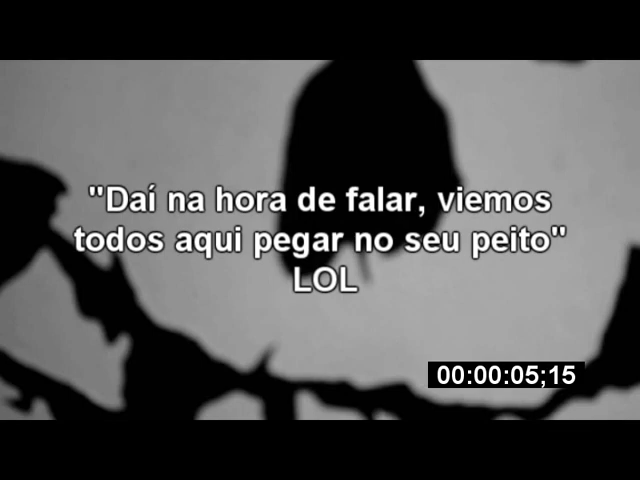 "Daí na hora de falar, viemos
todos aqui pegar no seu peito"
LOL
00:00:05;15